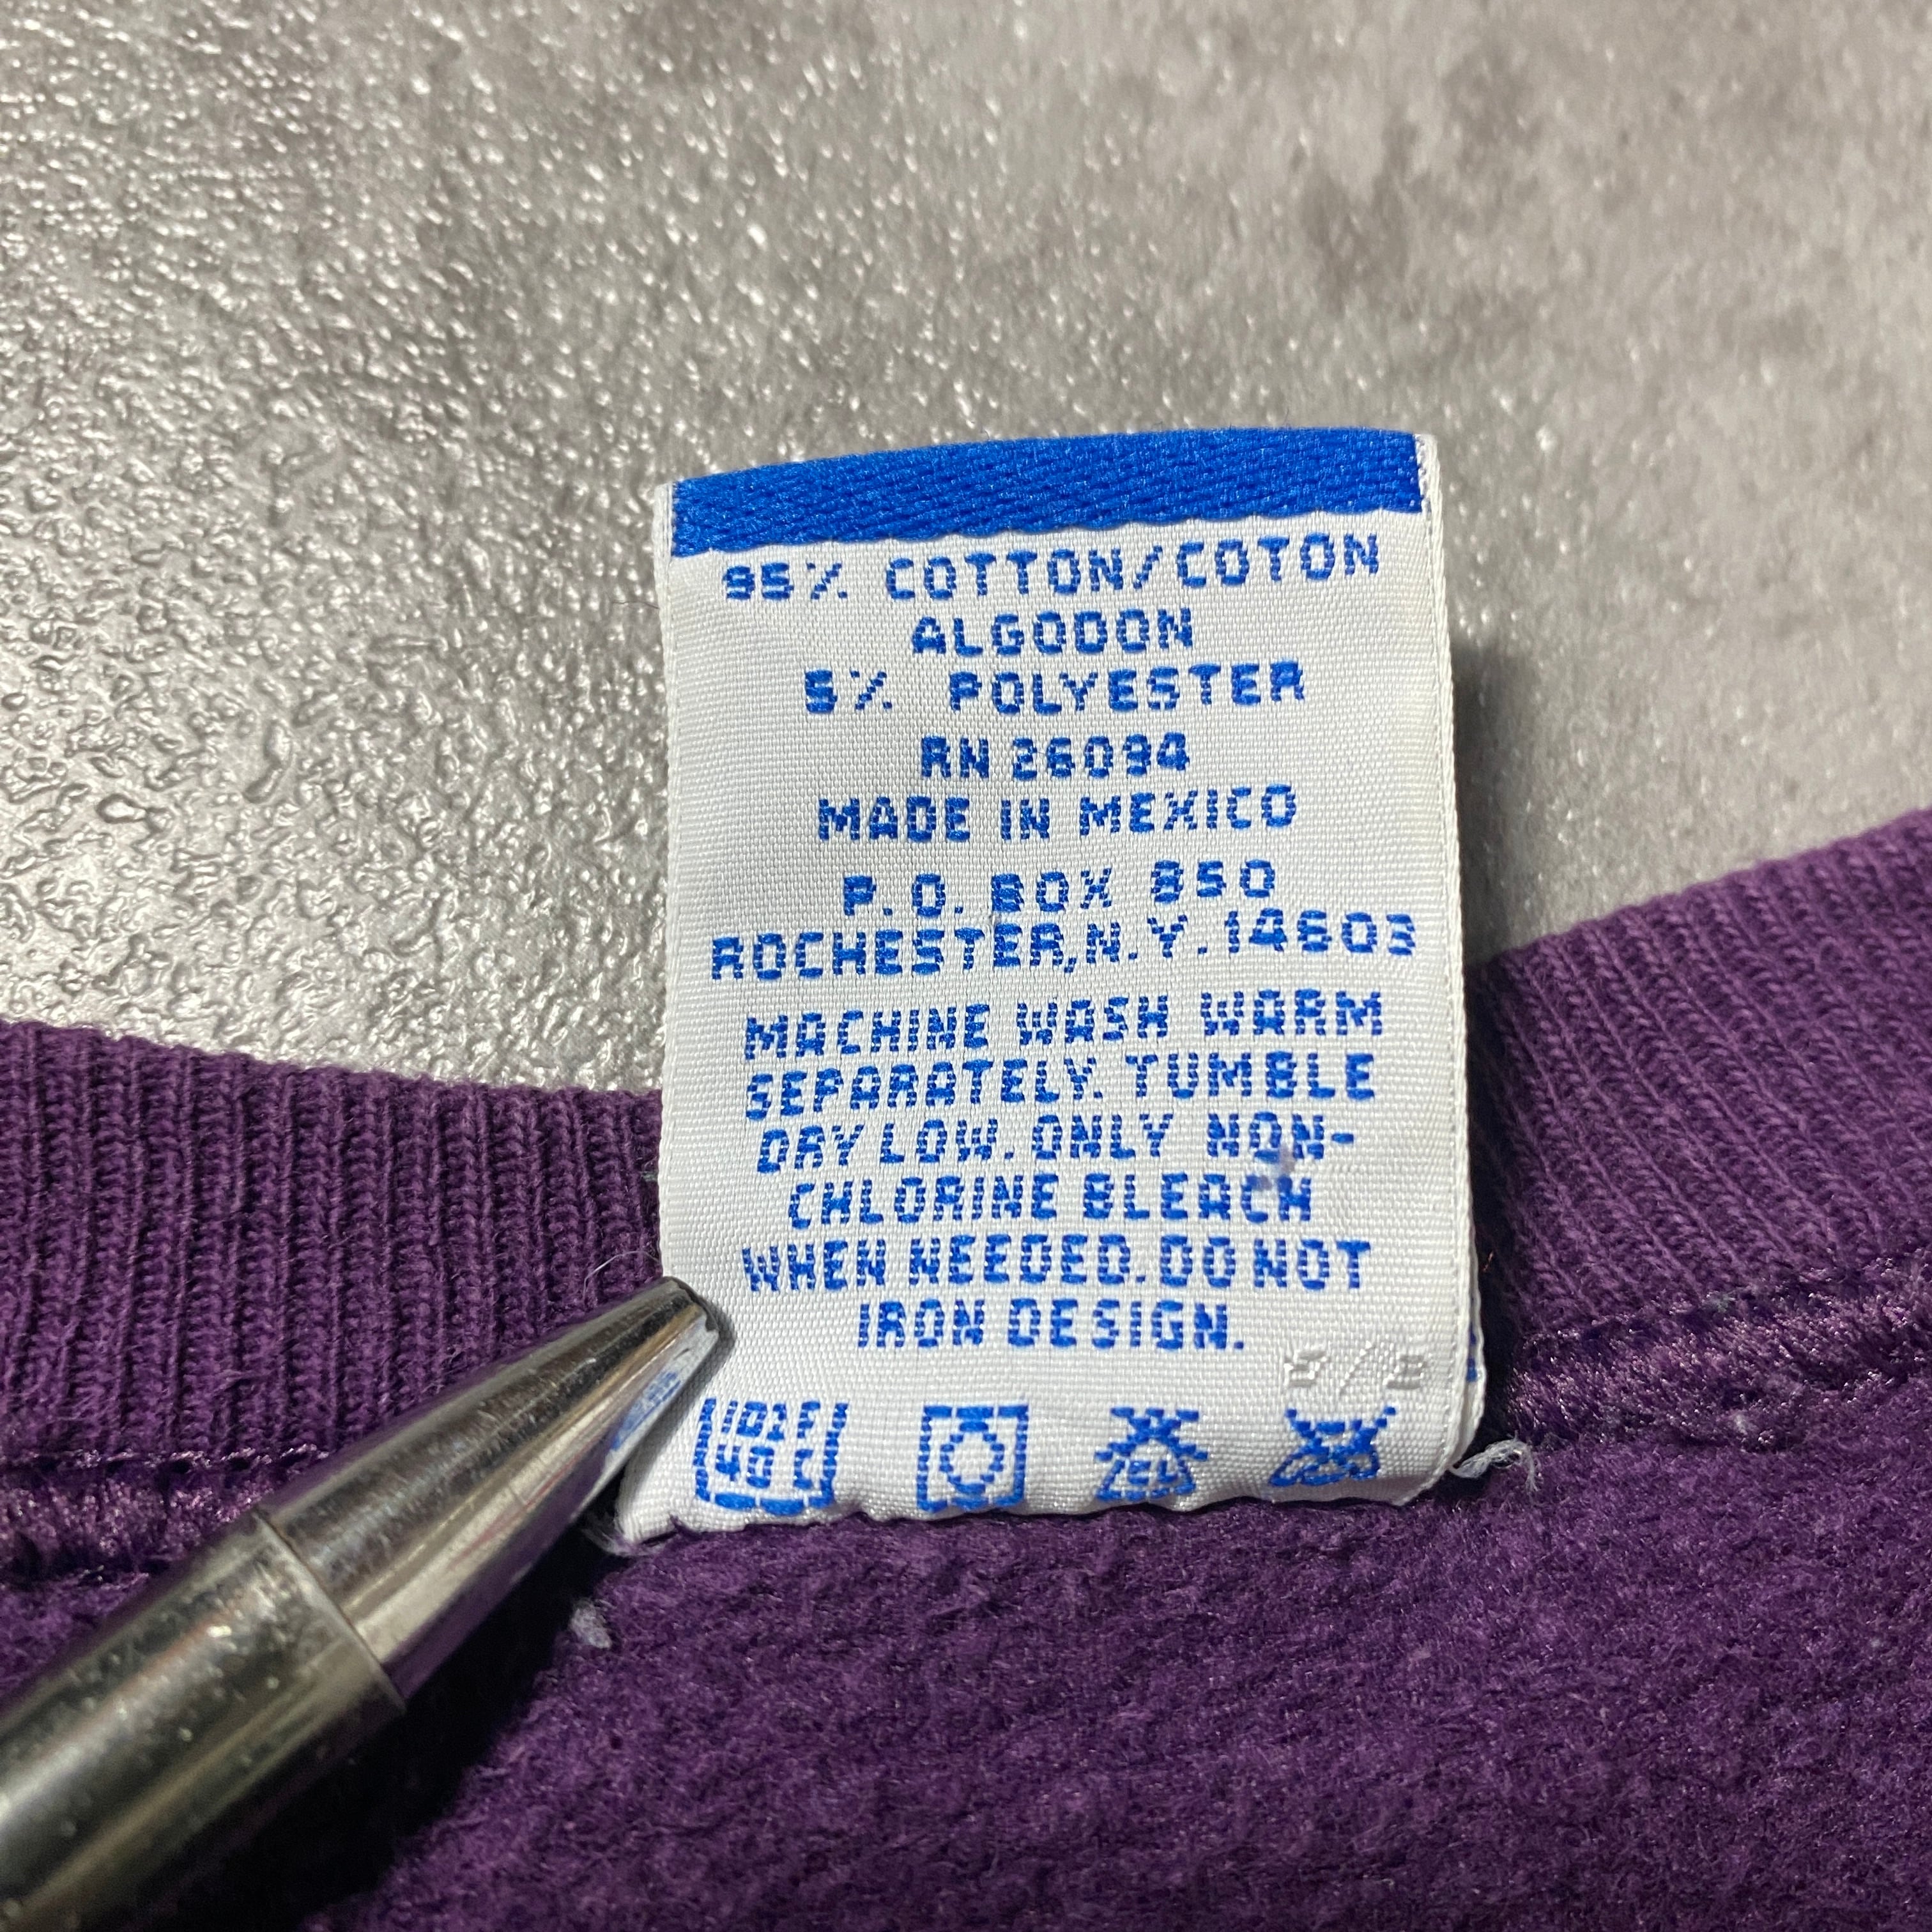 95% COTTON/COTON
ALGODON
5% POLYESTER
RN 26094
MADE IN MEXICO
P.O. BOX 850
ROCHESTER, N.Y. 14603
MACHINE WASH WARM
SEPARATELY. TUMBLE
DRY LOW. ONLY NON-
CHLORINE BLEACH
WHEN NEEDED. DO NOT
IRON DESIGN.